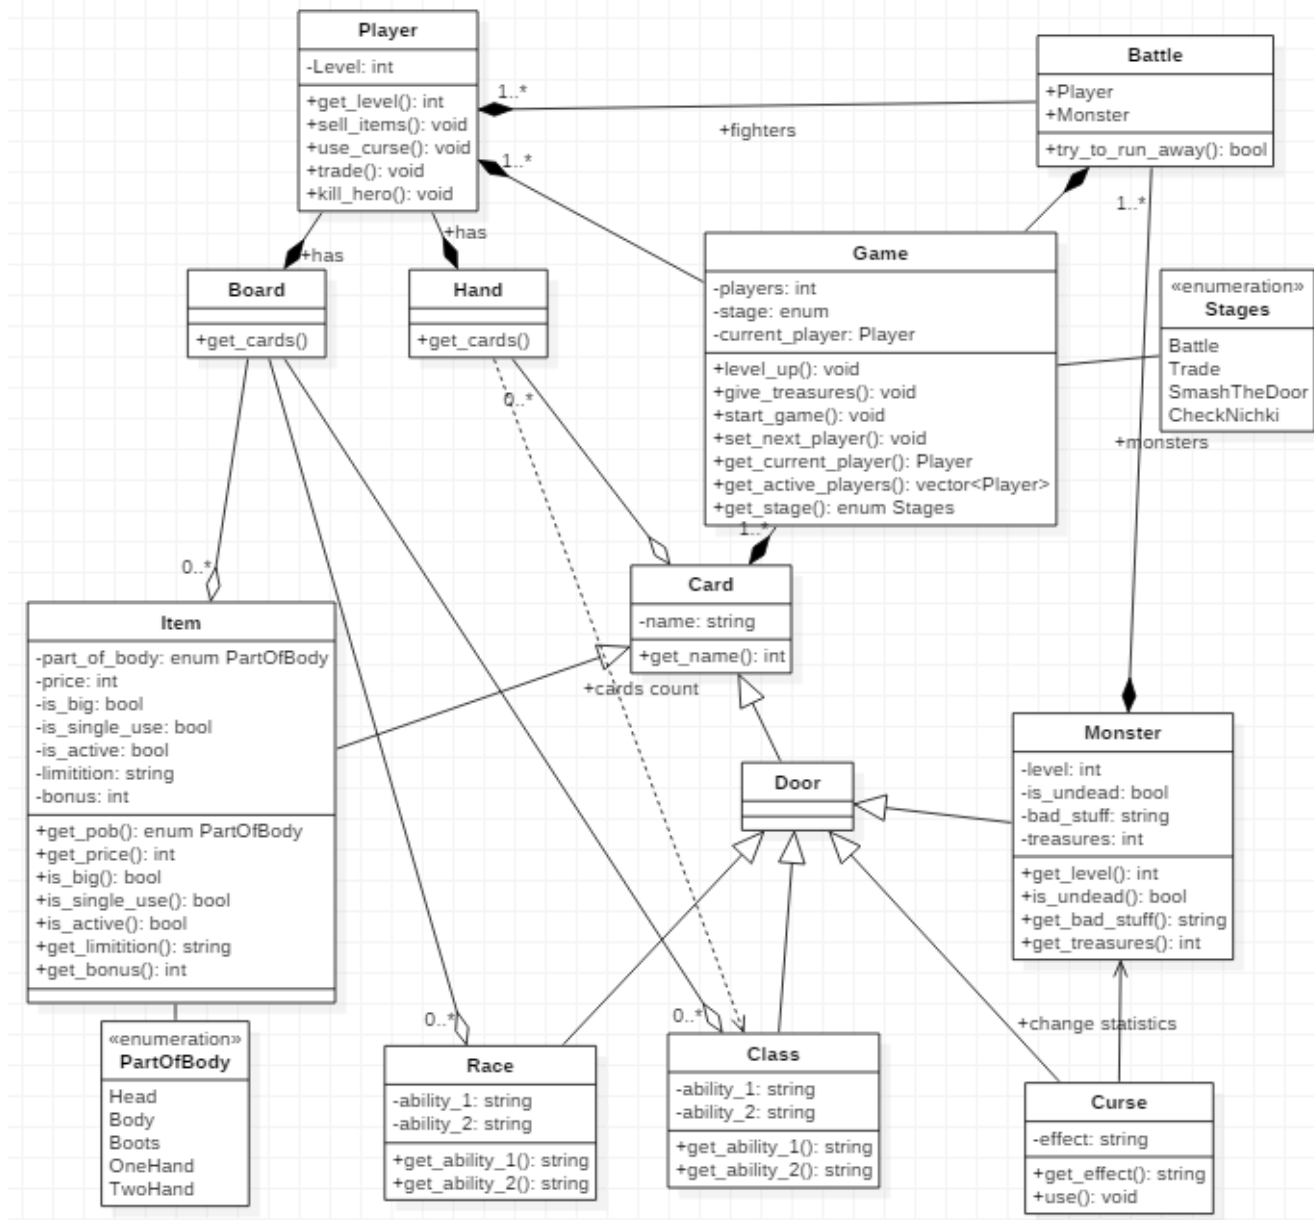 Player
-Level: int
+get_level(): int
+sell_items(): void
+use_curse(): void
+trade(): void
+kill_hero(): void
1..*
+fighters
1..*
Battle
+Player
+Monster
+try_to_run_away(): bool
1..*
+has
+has
Board
+get_cards()
Hand
+get_cards()
0..*
Game
-players: int
-stage: enum
-current_player: Player
+level_up(): void
+give_treasures(): void
+start_game(): void
+set_next_player(): void
+get_current_player(): Player
+get_active_players(): vector<Player>
+get_stage(): enum Stages
1..*
«enumeration»
Stages
Battle
Trade
SmashTheDoor
CheckNichki
+monsters
0..*
Card
-name: string
+get_name(): int
+cards count
Item
-part_of_body: enum PartOfBody
-price: int
-is_big: bool
-is_single_use: bool
-is_active: bool
-limitition: string
-bonus: int
+get_pob(): enum PartOfBody
+get_price(): int
+is_big(): bool
+is_single_use(): bool
+is_active(): bool
+get_limitition(): string
+get_bonus(): int
Door
Monster
-level: int
-is_undead: bool
-bad_stuff: string
-treasures: int
+get_level(): int
+is_undead(): bool
+get_bad_stuff(): string
+get_treasures(): int
«enumeration»
PartOfBody
Head
Body
Boots
OneHand
TwoHand
0..*
Race
-ability_1: string
-ability_2: string
+get_ability_1(): string
+get_ability_2(): string
0..*
Class
-ability_1: string
-ability_2: string
+get_ability_1(): string
+get_ability_2(): string
+change statistics
Curse
-effect: string
+get_effect(): string
+use(): void